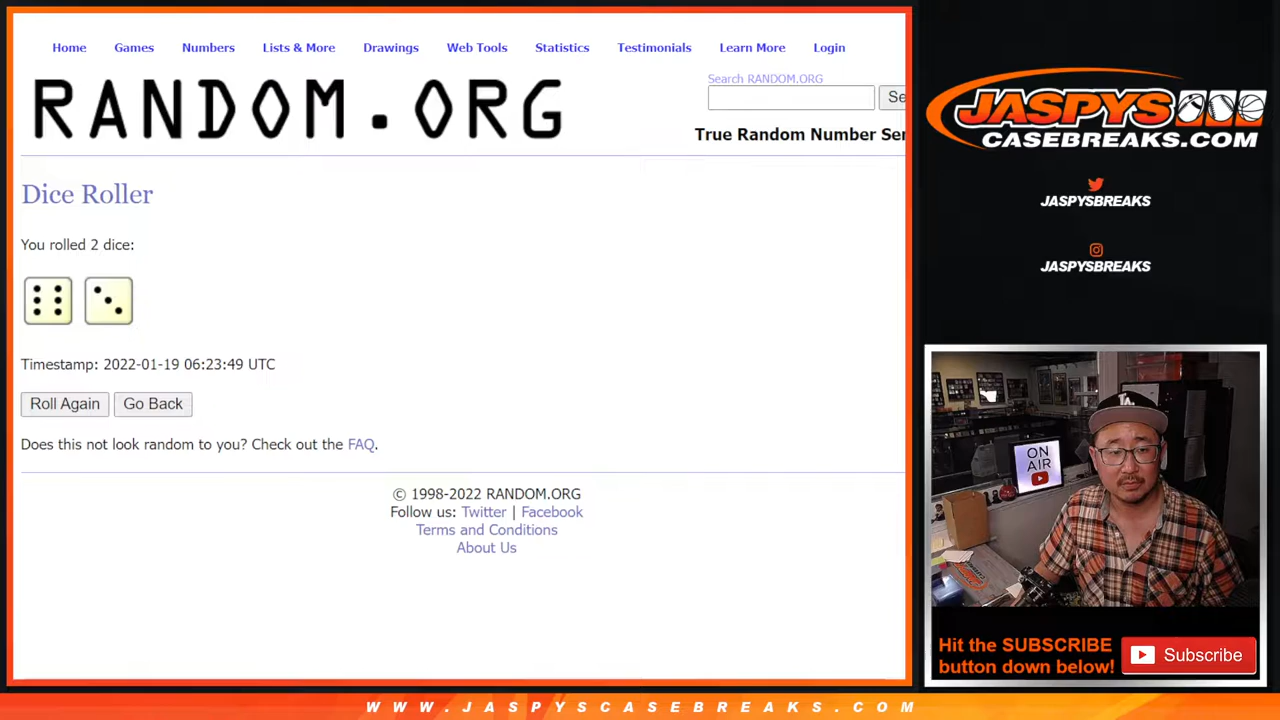 Home Games Numbers Lists & More Drawings Web Tools Statistics Testimonials Learn More Login
RANDOM.ORG
Search RANDOM.ORG
Se
True Random Number Ser
Dice Roller
You rolled 2 dice:
Timestamp: 2022-01-19 06:23:49 UTC
Roll Again Go Back
Does this not look random to you? Check out the FAQ.
© 1998-2022 RANDOM.ORG
Follow us: Twitter | Facebook
Terms and Conditions
About Us
JASPYS
CASEBREAKS.COM
JASPYSBREAKS
JASPYSBREAKS
TA
ON
AIR
Hit the SUBSCRIBE
button down below!
Subscribe
WWW.JASPYSCASEBREAKS.COM